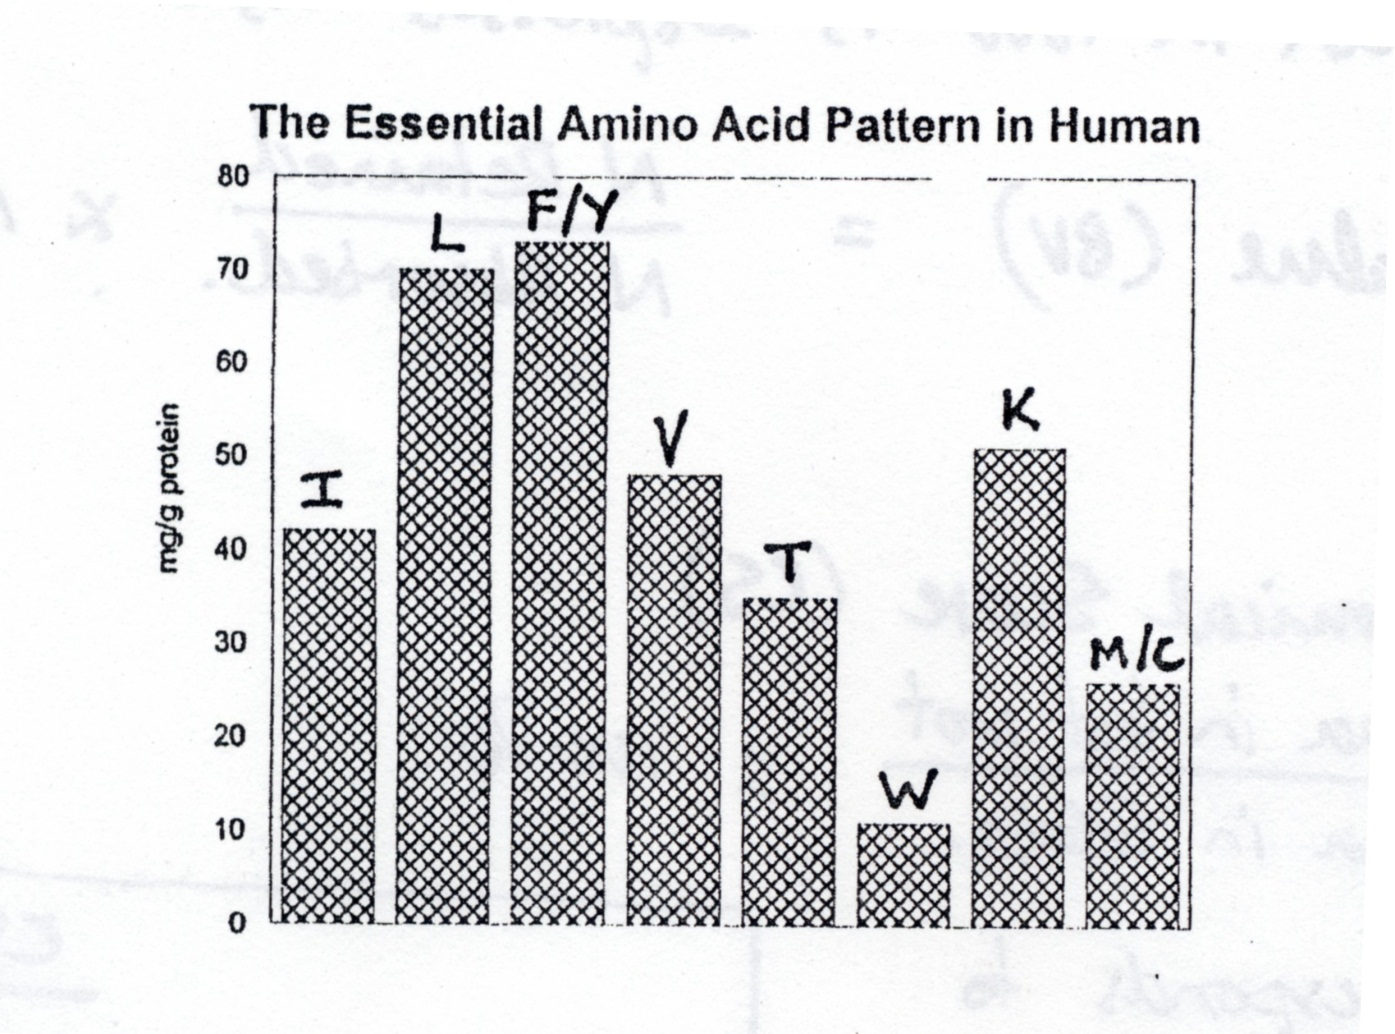 The Essential Amino Acid Pattern in Human
80
70
60
50
40
30
20
10
0
mg/g protein
I
L
F/Y
V
T
W
K
M/C